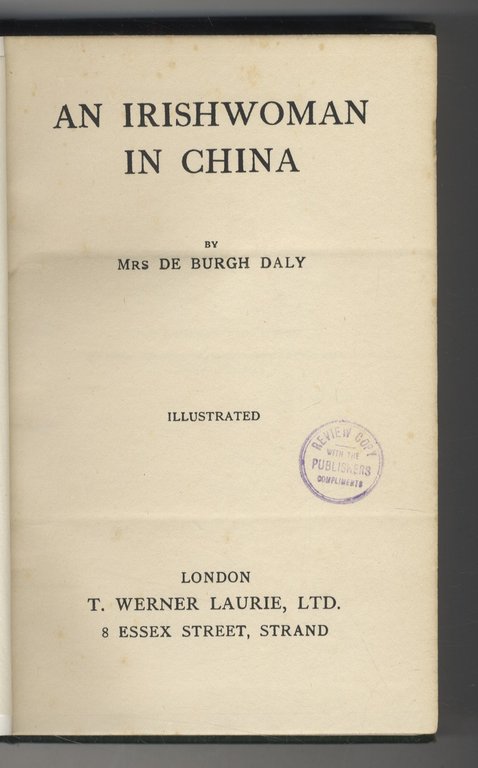 AN IRISHWOMAN
IN CHINA
BY
MRS DE BURGH DALY
ILLUSTRATED
REVIEW COPY
WITH THE
PUBLISHERS
COMPLIMENTS
LONDON
T. WERNER LAURIE, LTD.
8 ESSEX STREET, STRAND